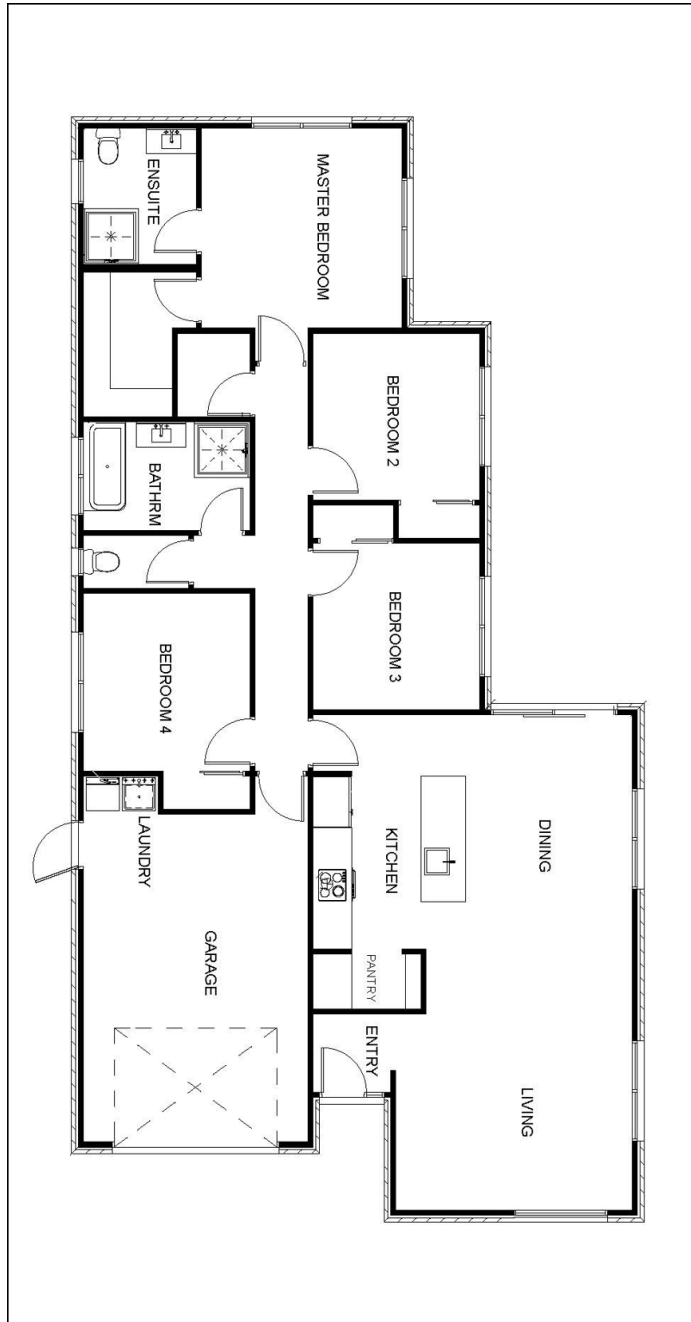 ENSUITE
MASTER BEDROOM
BEDROOM 2
BATHRM
BEDROOM 3
BEDROOM 4
LAUNDRY
GARAGE
KITCHEN
DINING
PANTRY
ENTRY
LIVING